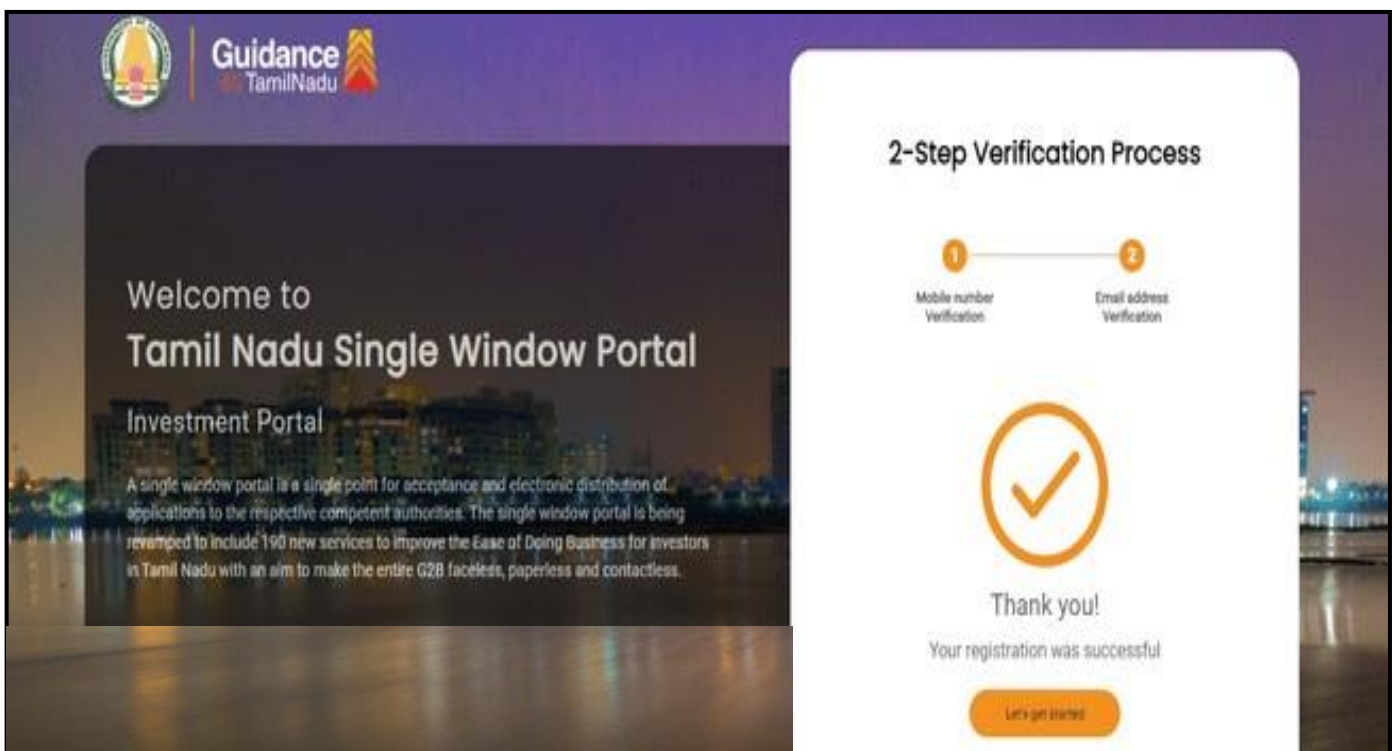 Guidance
TamilNadu
Welcome to
Tamil Nadu Single Window Portal
Investment Portal
A single window portal is a single point for acceptance and electronic distribution of
applications to the respective competent authorities. The single window portal is being
revamped to include 190 new services to improve the Ease of Doing Business for investors
in Tamil Nadu with an aim to make the entire G2B faceless, paperless and contactless.
2-Step Verification Process
1
2
Mobile number
Verification
Email address
Verification
Thank you!
Your registration was successful
Let's get started